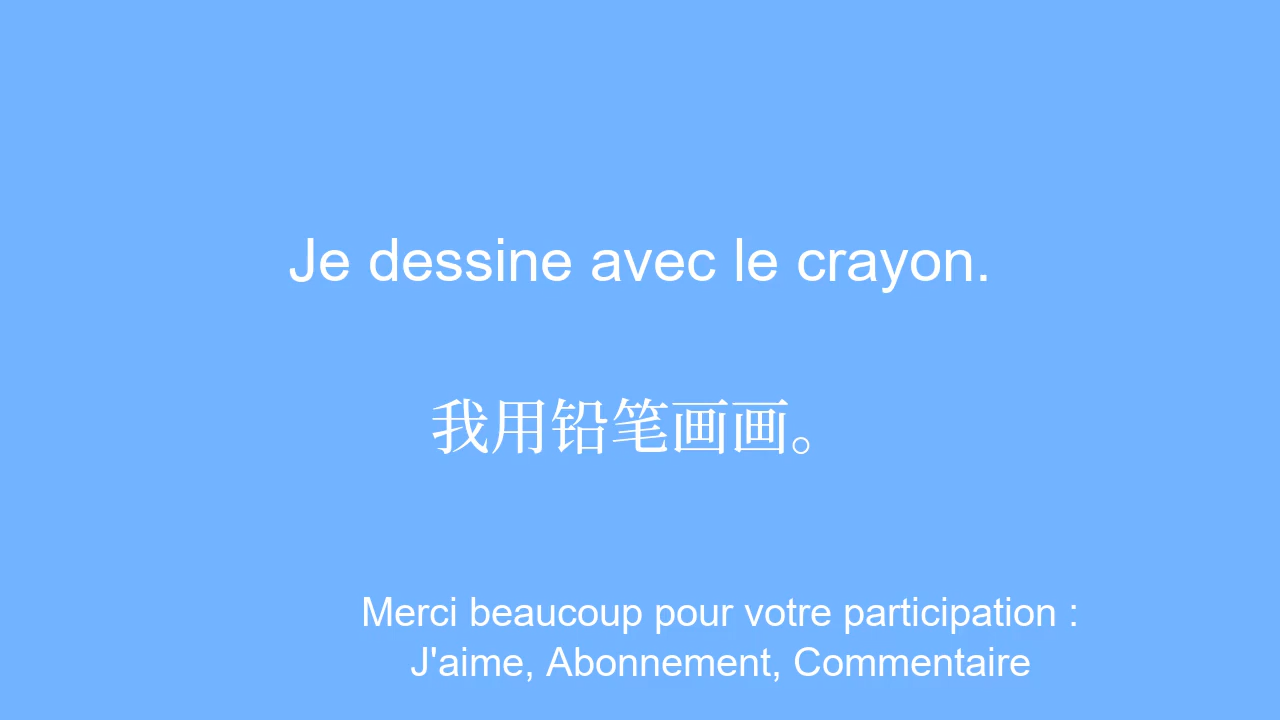 Je dessine avec le crayon.
我用铅笔画画。
Merci beaucoup pour votre participation :
J'aime, Abonnement, Commentaire